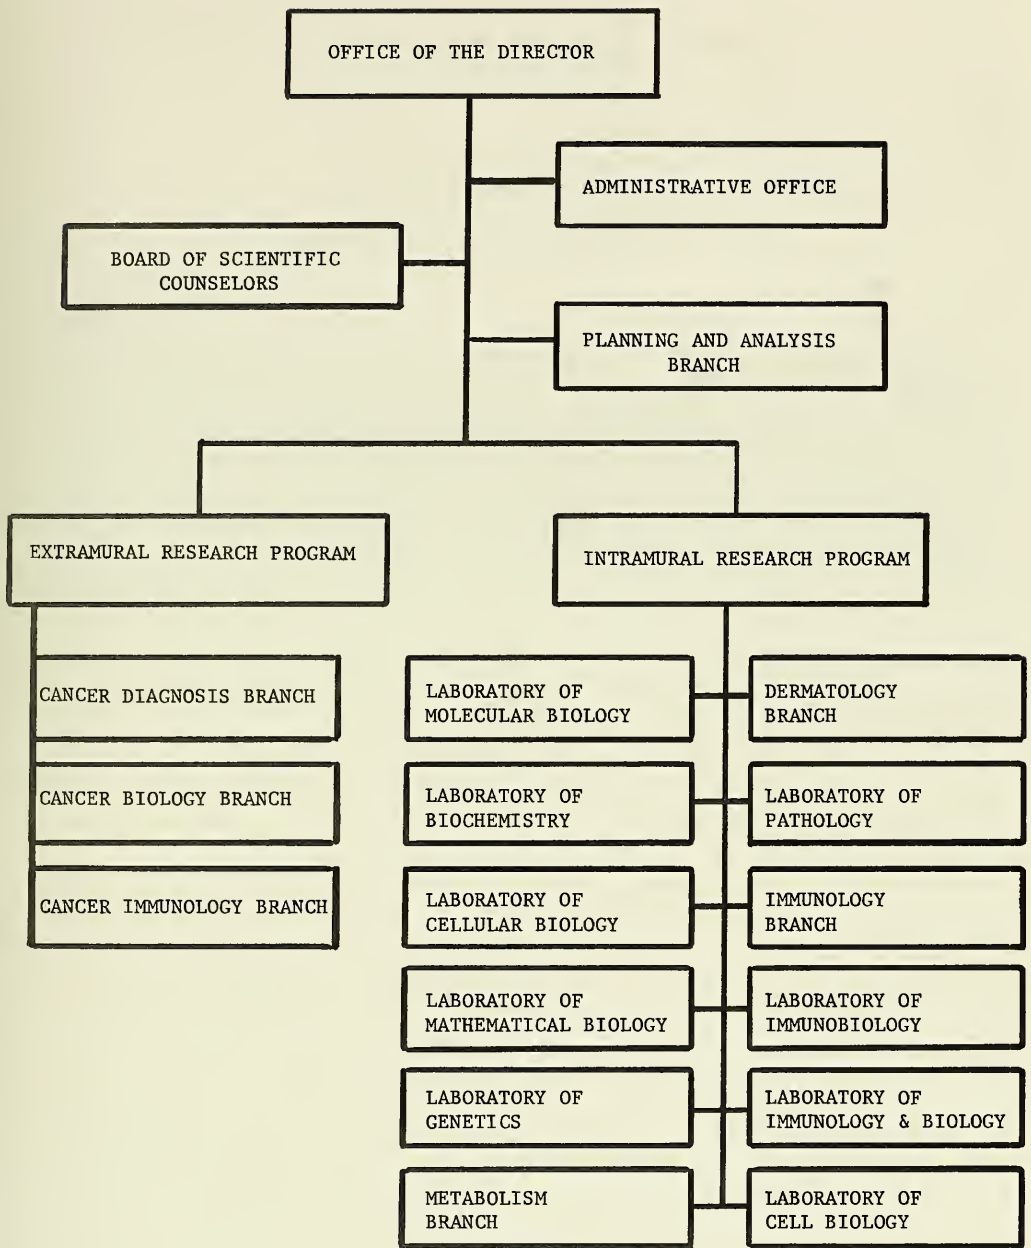 OFFICE OF THE DIRECTOR
ADMINISTRATIVE OFFICE
BOARD OF SCIENTIFIC
COUNSELORS
PLANNING AND ANALYSIS
BRANCH
EXTRAMURAL RESEARCH PROGRAM
INTRAMURAL RESEARCH PROGRAM
CANCER DIAGNOSIS BRANCH
CANCER BIOLOGY BRANCH
CANCER IMMUNOLOGY BRANCH
LABORATORY OF
MOLECULAR BIOLOGY
DERMATOLOGY
BRANCH
LABORATORY OF
BIOCHEMISTRY
LABORATORY OF
PATHOLOGY
LABORATORY OF
CELLULAR BIOLOGY
IMMUNOLOGY
BRANCH
LABORATORY OF
MATHEMATICAL BIOLOGY
LABORATORY OF
IMMUNOBIOLOGY
LABORATORY OF
GENETICS
LABORATORY OF
IMMUNOLOGY & BIOLOGY
METABOLISM
BRANCH
LABORATORY OF
CELL BIOLOGY